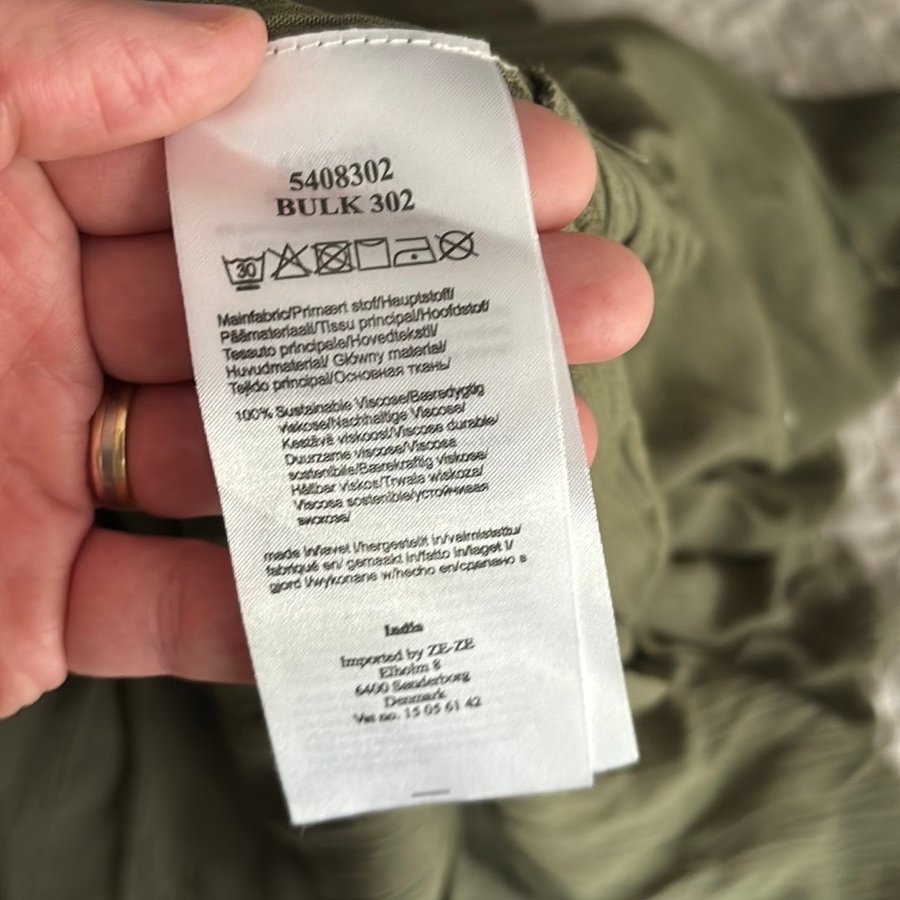 5408302
BULK 302
30
Mainfabric/Primært stof/Hauptstoff/
Päämateriaali/Tissu principal/Hoofdstof/
Tessuto principale/Hovedtekstil/
Huvudmaterial/ Główny materiał/
Tejido principal/Основная ткань/
100% Sustainable Viscose/Bæredygtig
viskose/Nachhaltige Viscose/
Kestävä viskoosi/Viscose durable/
Duurzame viscose/Viscosa
sostenibile/Bærekraftig viskose/
Hållbar viskos/Trwała wiskoza/
Viscosa sostenible/устойчивая
вискоза/
made in/lavet i/hergestellt in/valmistettu/
fabriqué en/ gemaakt in/fatto in/laget i/
gjord i/wykonane w/hecho en/сделано в
India
Imported by ZE-ZE
Elholm 8
6400 Sønderborg
Denmark
Vat no. 15 05 61 42